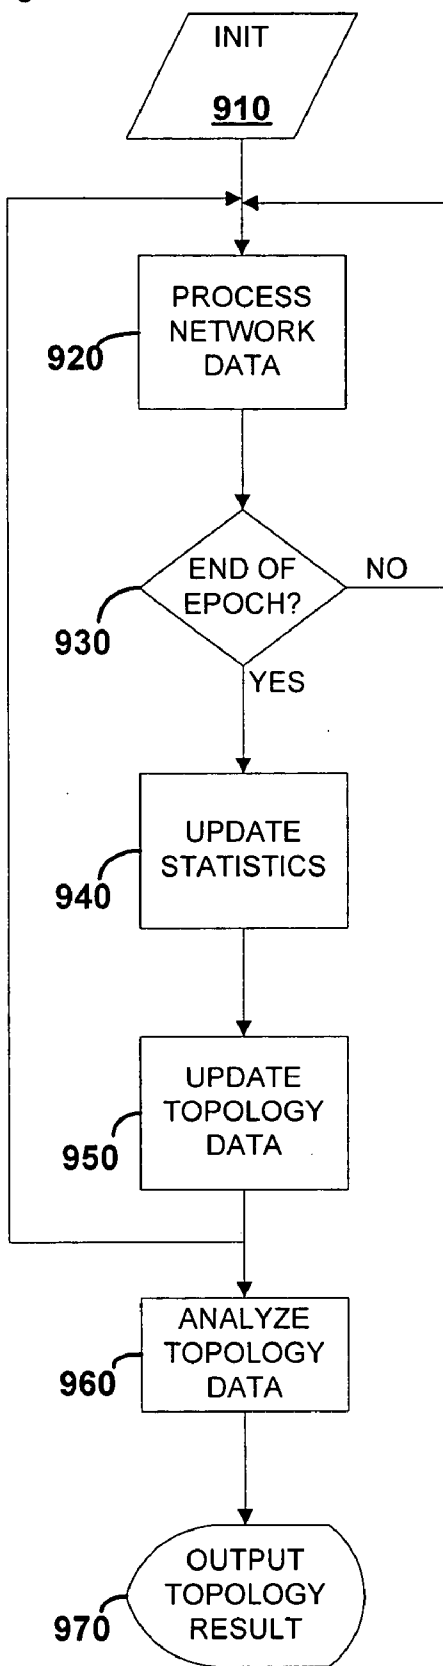 INIT
910
PROCESS
NETWORK
DATA
920
END OF
EPOCH?
NO
930
YES
UPDATE
STATISTICS
940
UPDATE
TOPOLOGY
DATA
950
ANALYZE
TOPOLOGY
DATA
960
OUTPUT
TOPOLOGY
RESULT
970